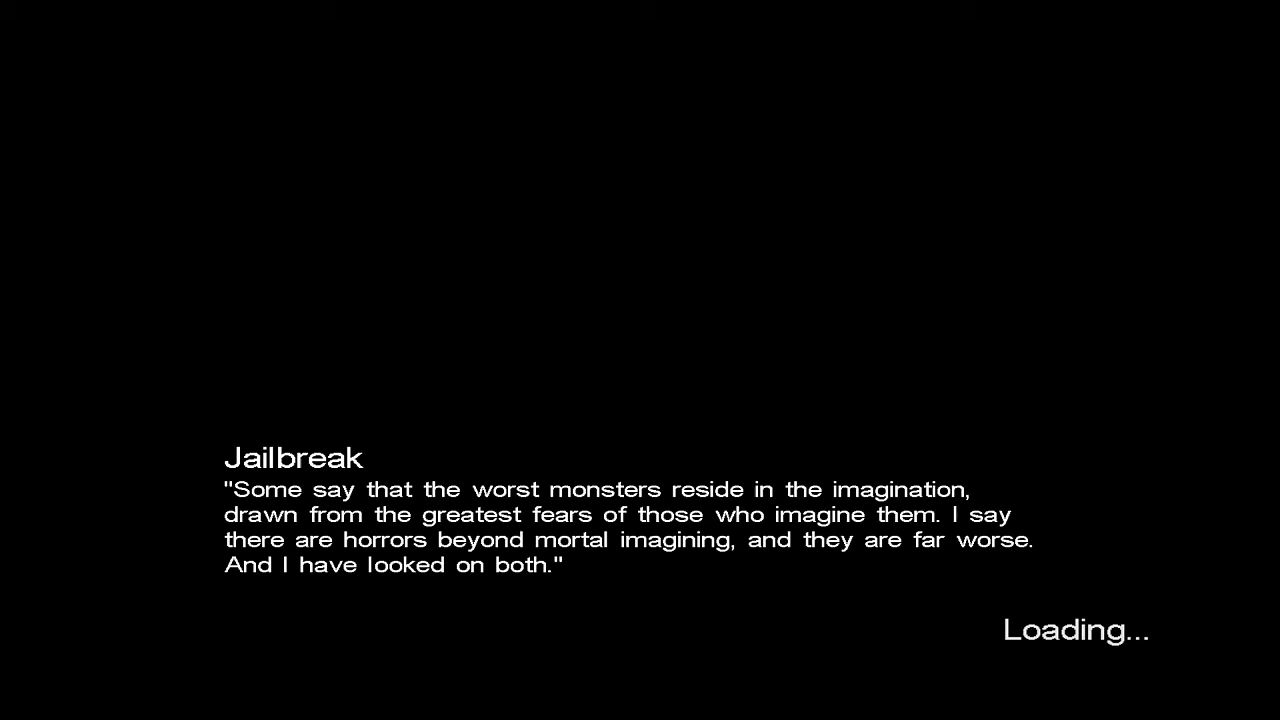 Jailbreak
"Some say that the worst monsters reside in the imagination,
drawn from the greatest fears of those who imagine them. I say
there are horrors beyond mortal imagining, and they are far worse.
And I have looked on both."
Loading...